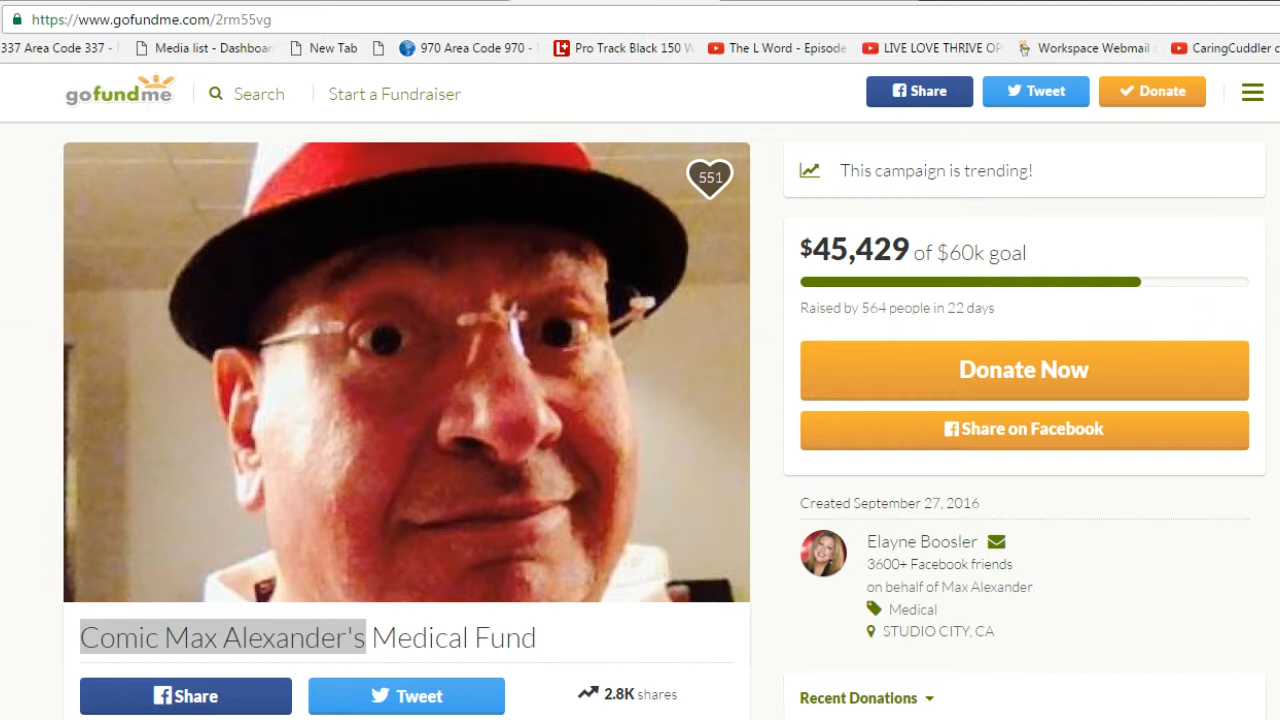 https://www.gofundme.com/2rm55vg
337 Area Code 337 -
Media list - Dashboar
New Tab
970 Area Code 970 -
Pro Track Black 150 W
The L Word - Episode
LIVE LOVE THRIVE OP
Workspace Webmail
CaringCuddler c
gofundme
Search
Start a Fundraiser
Share
Tweet
Donate
551
This campaign is trending!
$45,429 of $60k goal
Raised by 564 people in 22 days
Donate Now
Share on Facebook
Created September 27, 2016
Elayne Boosler
3600+ Facebook friends
on behalf of Max Alexander
Medical
STUDIO CITY, CA
Comic Max Alexander's Medical Fund
Share
Tweet
2.8K shares
Recent Donations